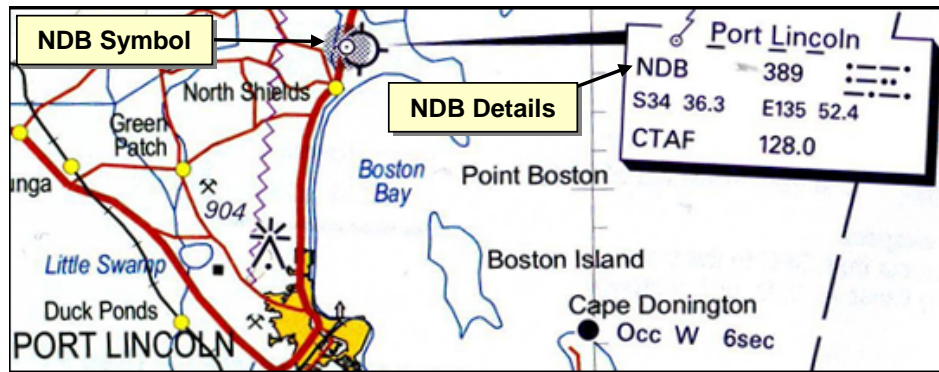 NDB Symbol
Port Lincoln
NDB 389
NDB Details
S34 36.3 E135 52.4
CTAF 128.0
North Shields
Green
Patch
unga
904
Boston
Bay
Point Boston
Little Swamp
Boston Island
Duck Ponds
Cape Donington
Occ W 6sec
PORT LINCOLN